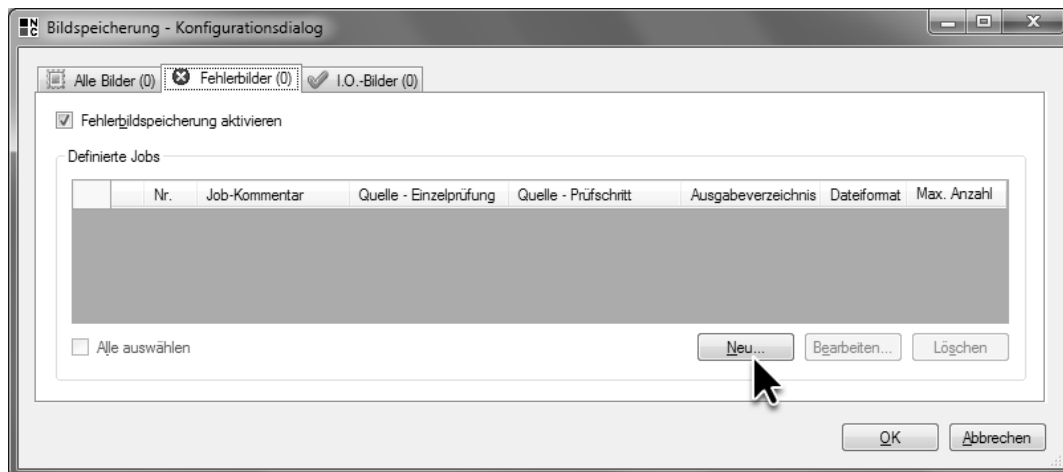 Bildspeicherung - Konfigurationsdialog
Alle Bilder (0) Fehlerbilder (0) I.O.-Bilder (0)
Fehlerbildspeicherung aktivieren
Definierte Jobs
Nr. Job-Kommentar Quelle - Einzelprüfung Quelle - Prüfschritt Ausgabeverzeichnis Dateiformat Max. Anzahl
Alle auswählen Neu... Bearbeiten... Löschen
OK Abbrechen